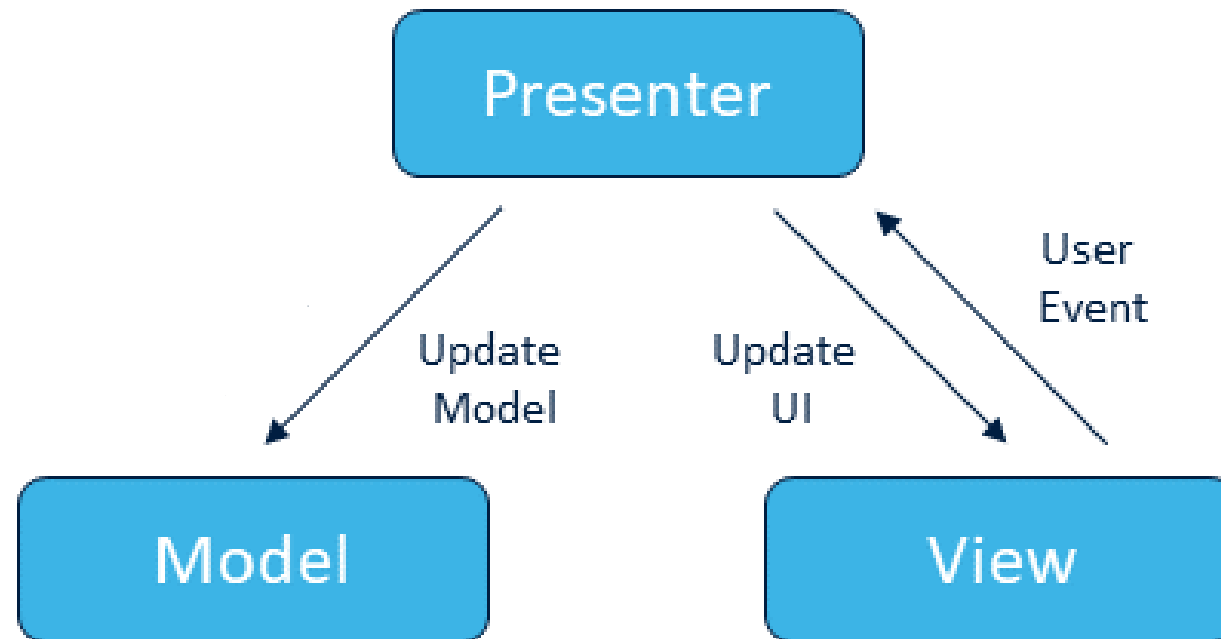 Presenter
User
Event
Update
Model
Update
UI
Model
View